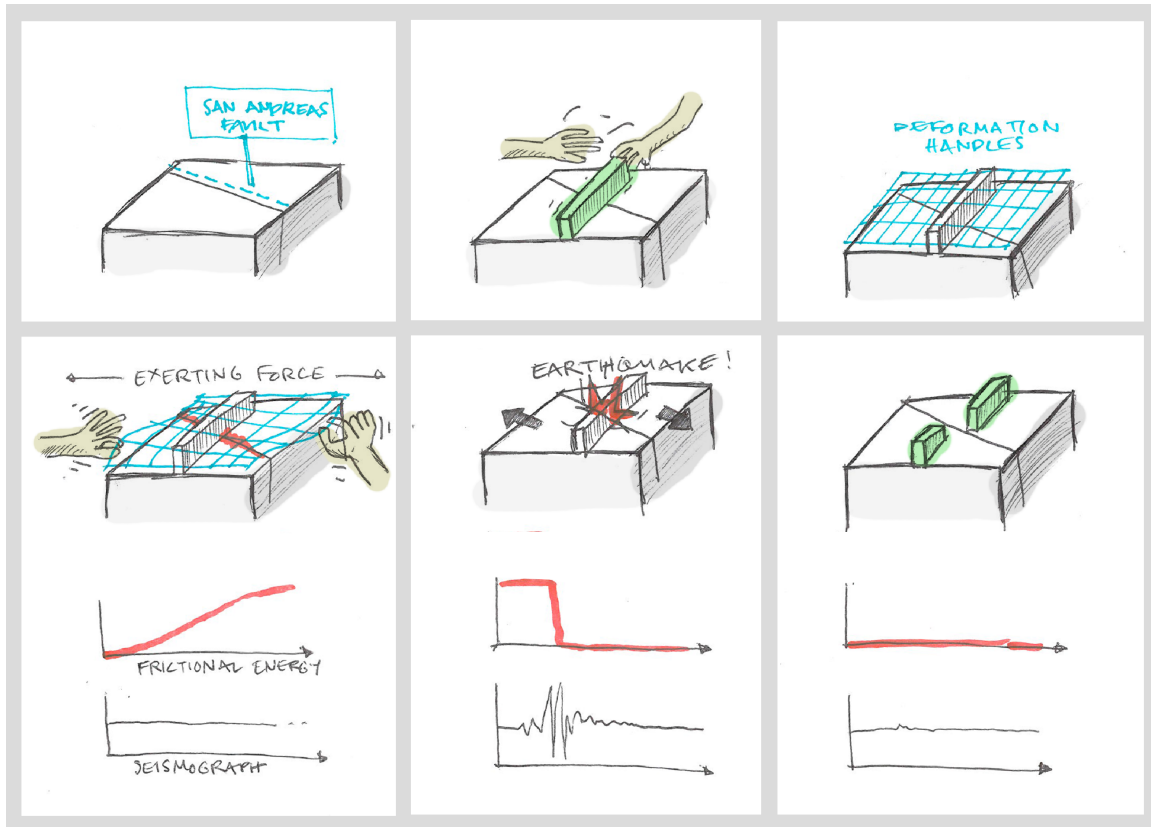 SAN ANDREAS
FAULT
DEFORMATION
HANDLES
EXERTING FORCE
EARTHQUAKE!
FRICTIONAL ENERGY
SEISMOGRAPH